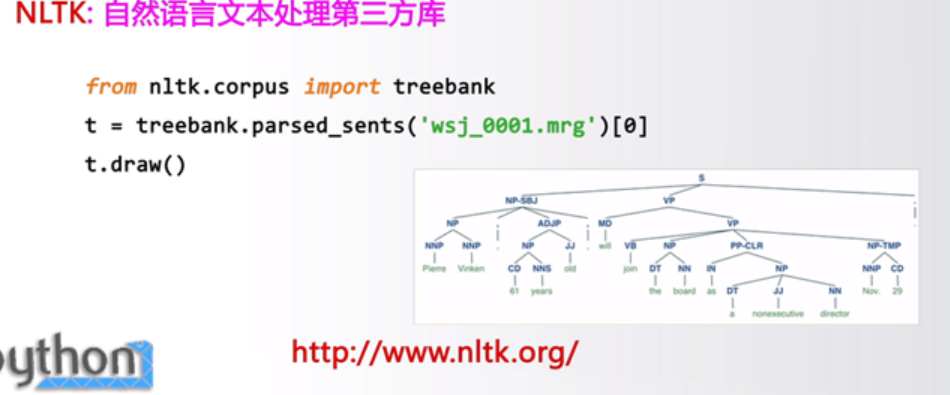 NLTK: 自然语言文本处理第三方库
from nltk.corpus import treebank
t = treebank.parsed_sents('wsj_0001.mrg')[0]
t.draw()
S
NP-SBJ VP .
NP , ADJP , MD VP .
NNP NNP , NP JJ , will VB NP PP-CLR NP-TMP
Pierre Vinken CD NNS old join DT NN IN NP NNP CD
61 years the board as DT JJ NN Nov. 29
a nonexecutive director
python
http://www.nltk.org/